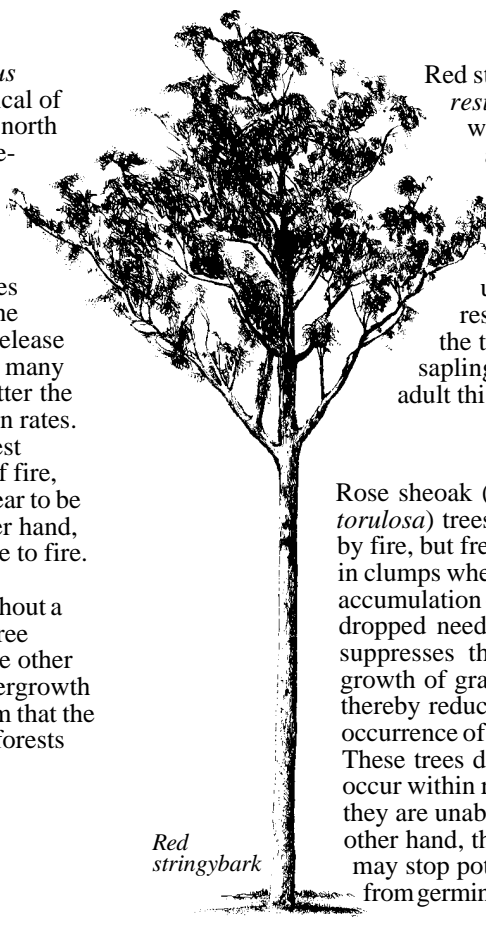 us
ical of
north
e-
es
ne
elease
many
tter the
n rates.
est
f fire,
ear to be
er hand,
e to fire.
hout a
ree
e other
ergrowth
m that the
forests
Red
stringybark
Red st
resi
w
u
res
the t
sapling
adult thi
Rose sheoak (
torulosa) trees
by fire, but fre
in clumps whe
accumulation
dropped need
suppresses th
growth of gra
thereby reduc
occurrence of
These trees d
occur within r
they are unab
other hand, th
may stop pot
from germin